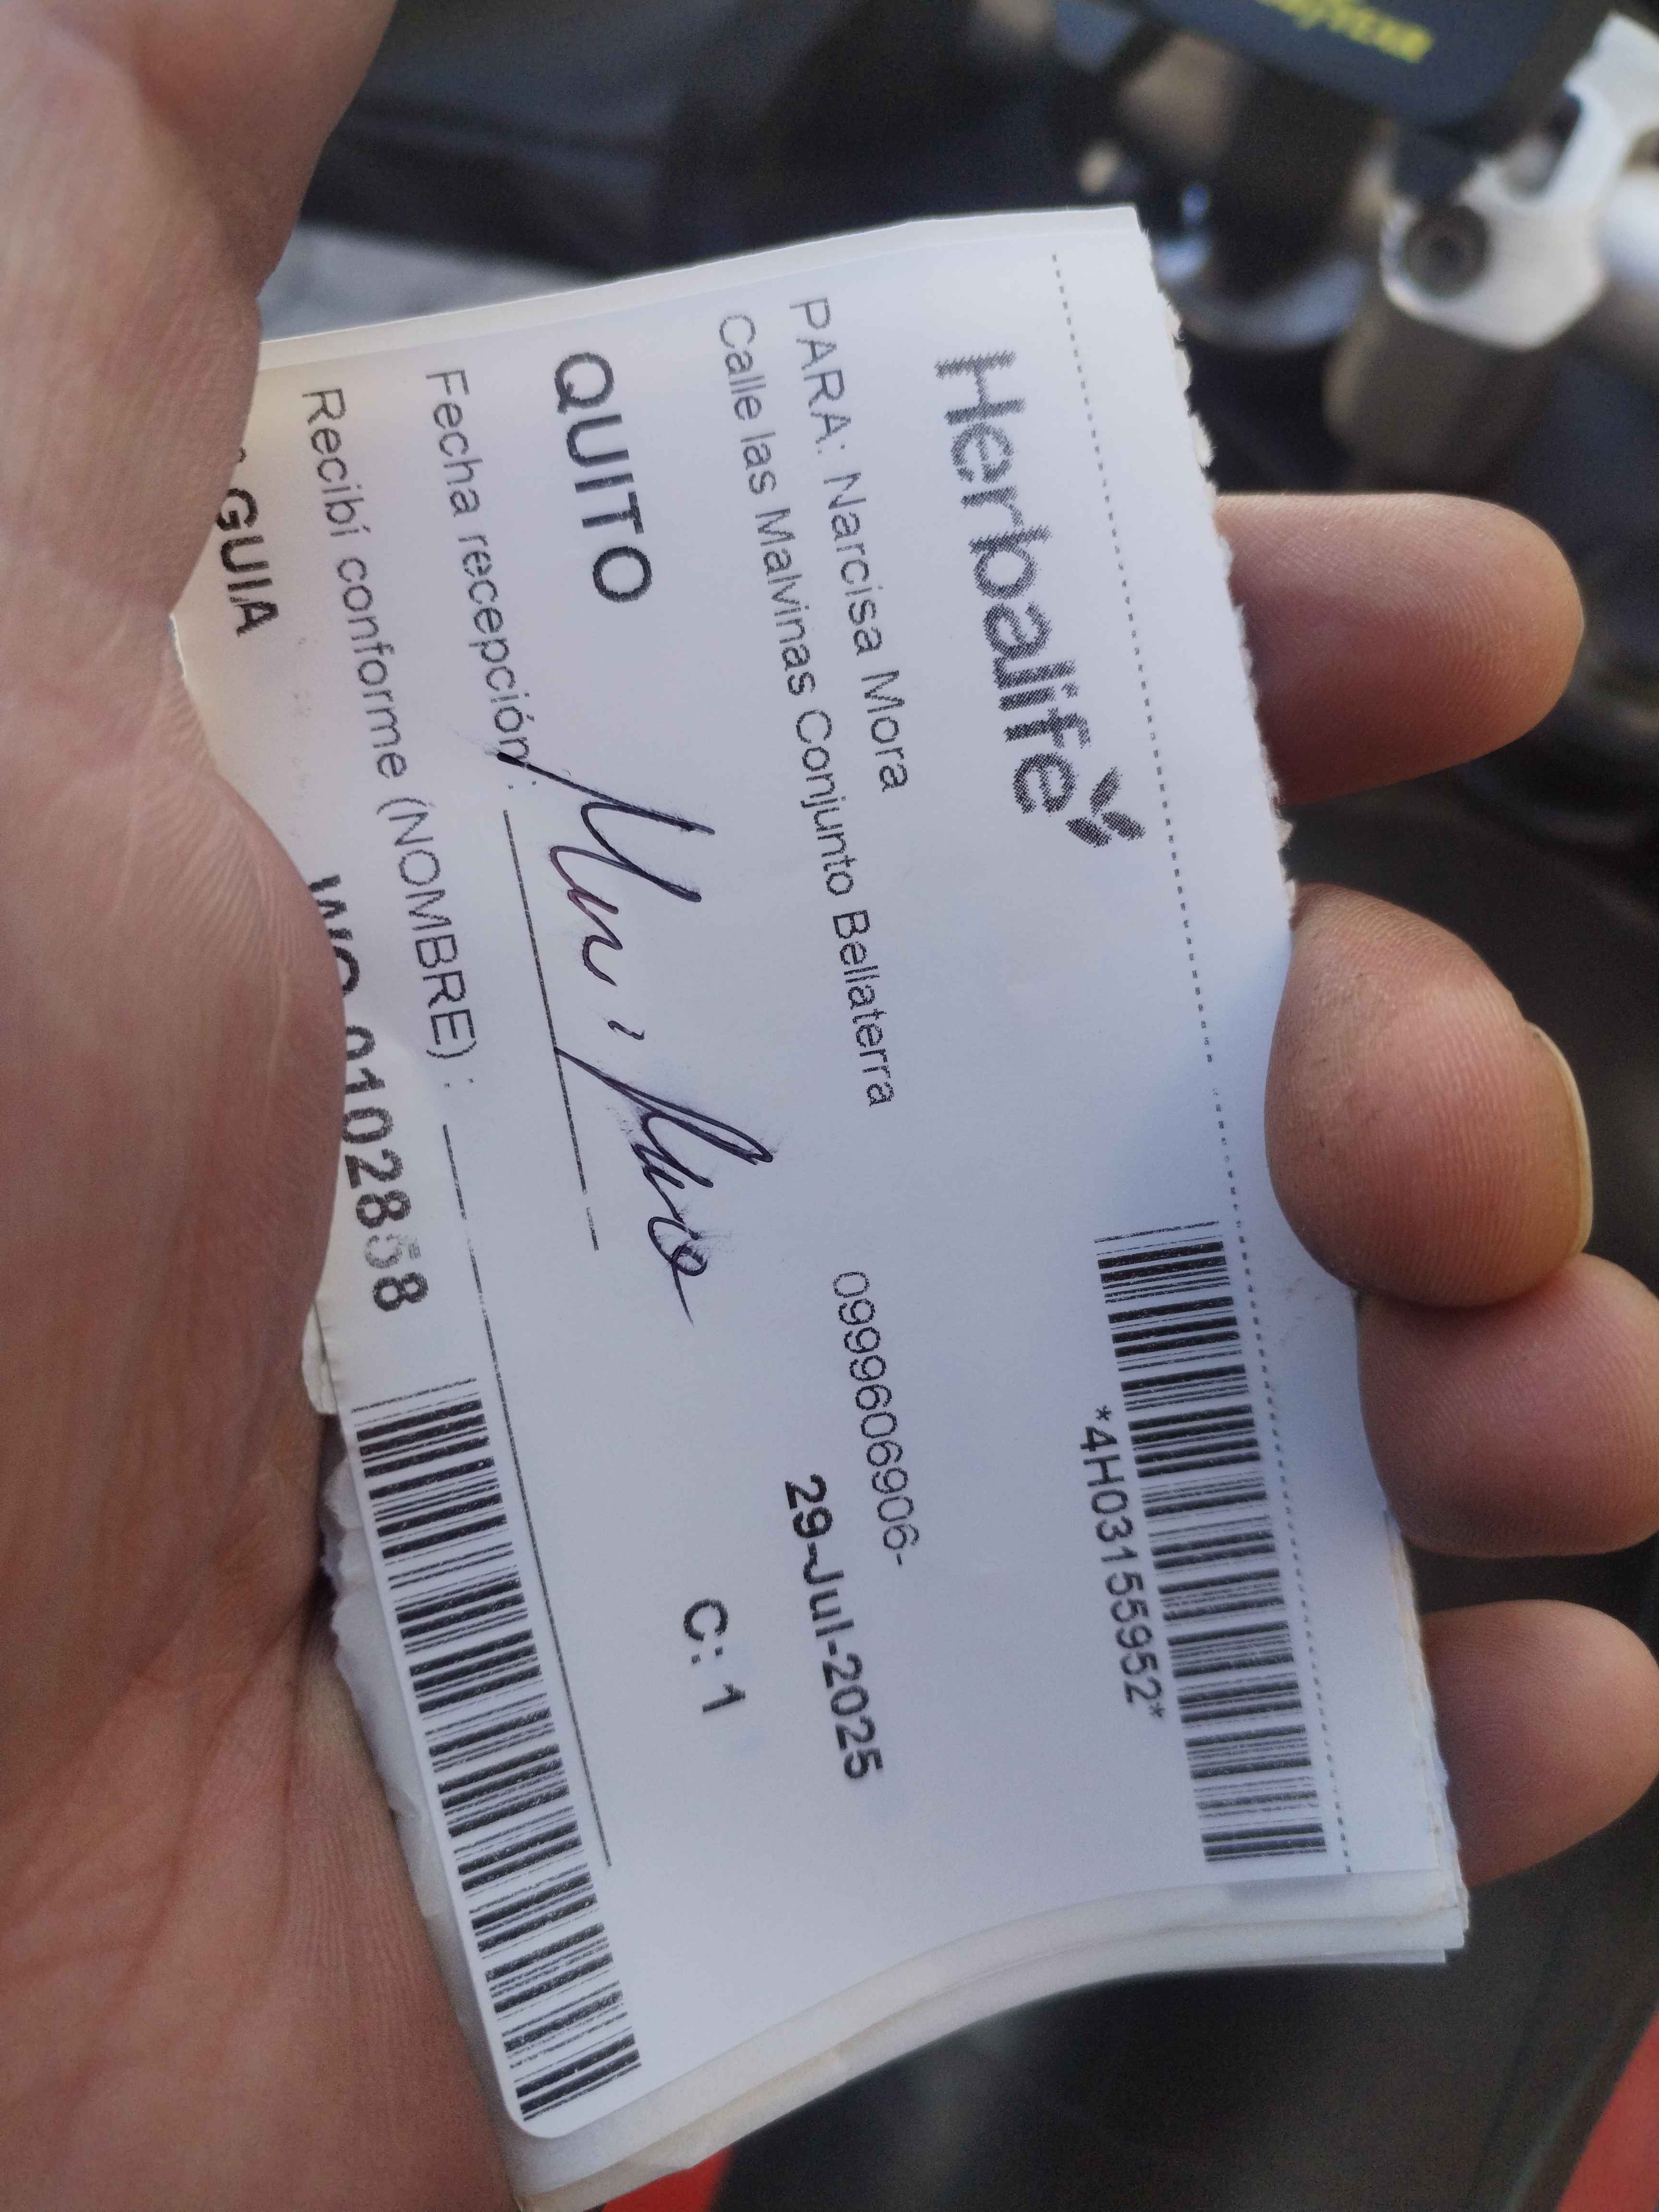 Herbalife
*4H03155952*
PARA: Narcisa Mora
0999606906-
Calle las Malvinas Conjunto Bellaterra
29-Jul-2025
QUITO
C: 1
Fecha recepción :
Recibí conforme (NOMBRE) :
GUIA